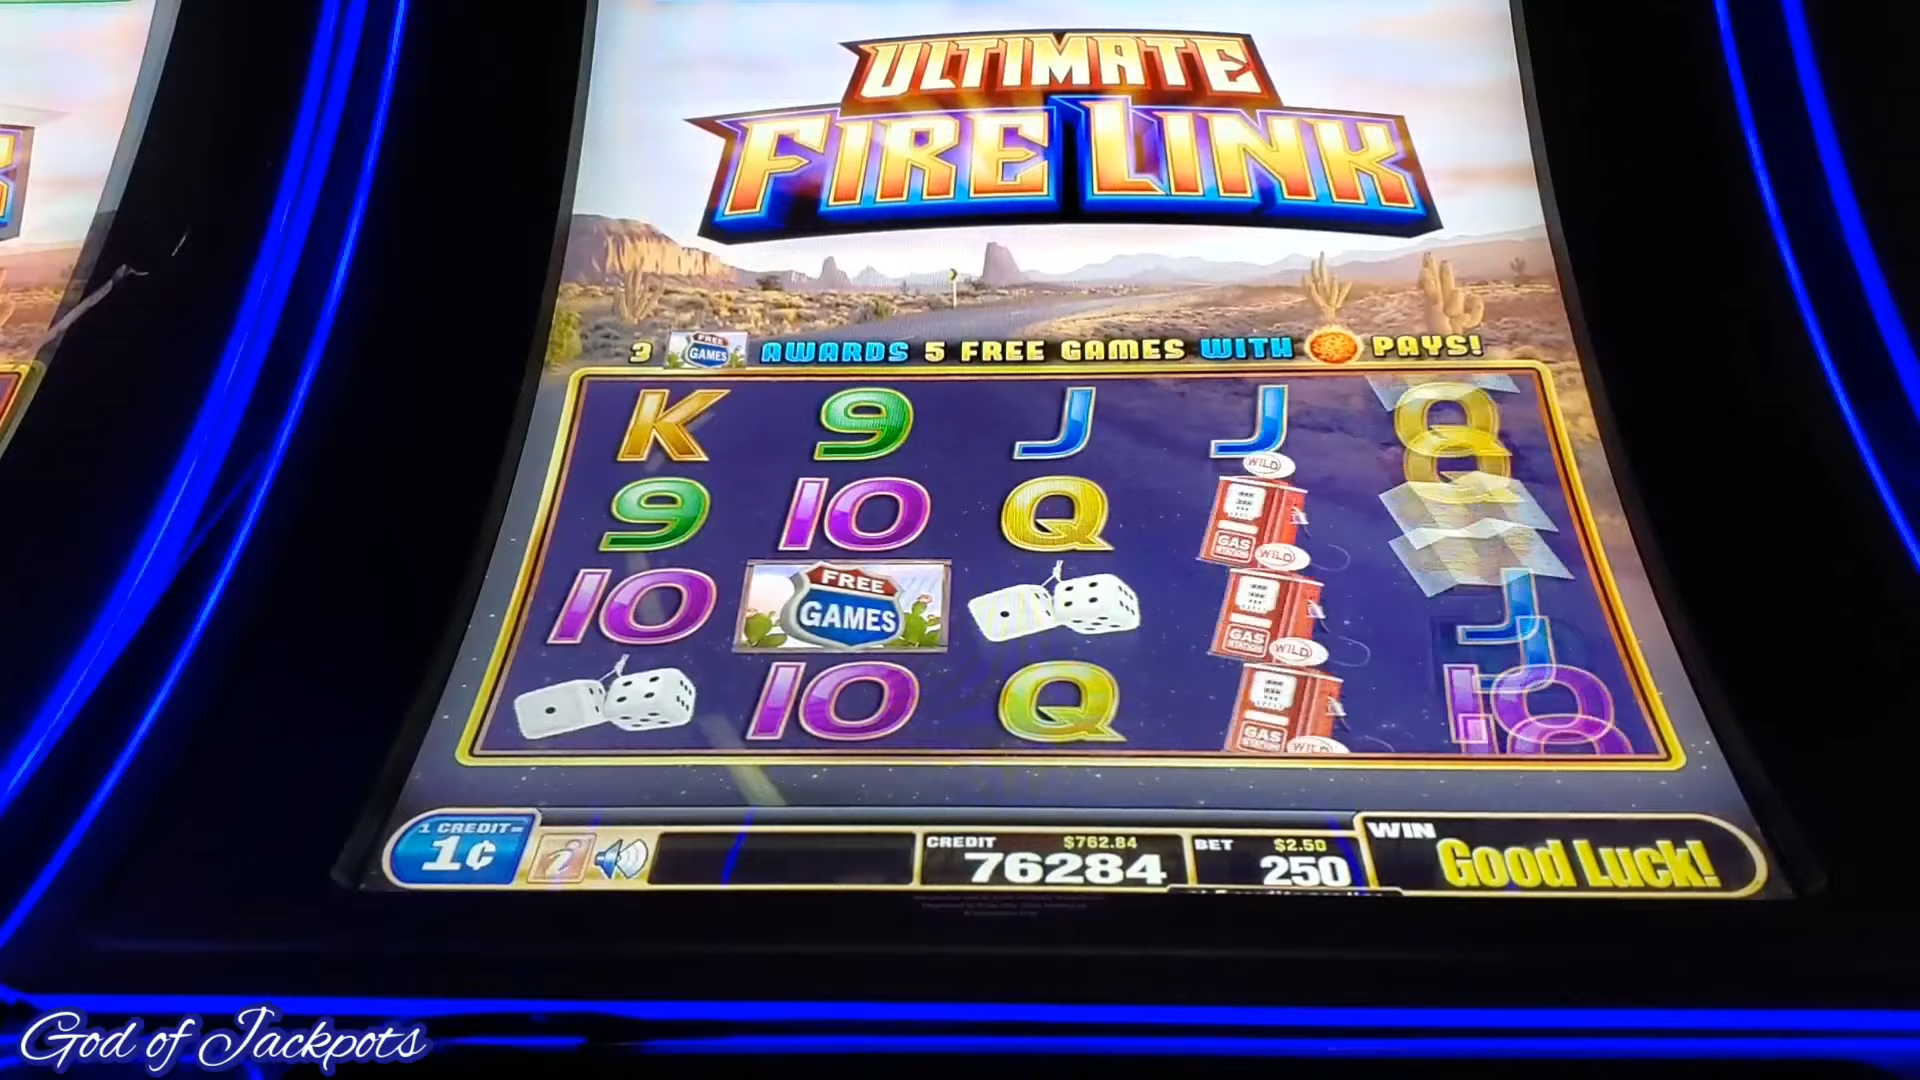 ULTIMATE
FIRE LINK
3 FREE GAMES AWARDS 5 FREE GAMES WITH PAYS!
K 9 J J Q
Q
9 10 Q WILD GAS STATION
10 FREE GAMES WILD GAS STATION J
10 Q WILD GAS STATION 10
WILD 10
1 CREDIT=
1¢
CREDIT $762.84
76284
BET $2.50
250
WIN
GOOD LUCK!
God of Jackpots